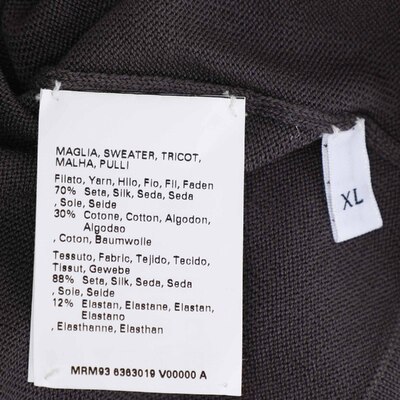 MAGLIA, SWEATER, TRICOT,
MALHA, PULLI
Filato, Yarn, Hilo, Fio, Fil, Faden
70% Seta, Silk, Seda, Seda
, Soie, Seide
30% Cotone, Cotton, Algodon,
Algodao
, Coton, Baumwolle
Tessuto, Fabric, Tejido, Tecido,
Tissut, Gewebe
88% Seta, Silk, Seda, Seda
, Soie, Seide
12% Elastan, Elastane, Elastan,
Elastano
, Elasthanne, Elasthan
MRM93 6363019 V00000 A
XL